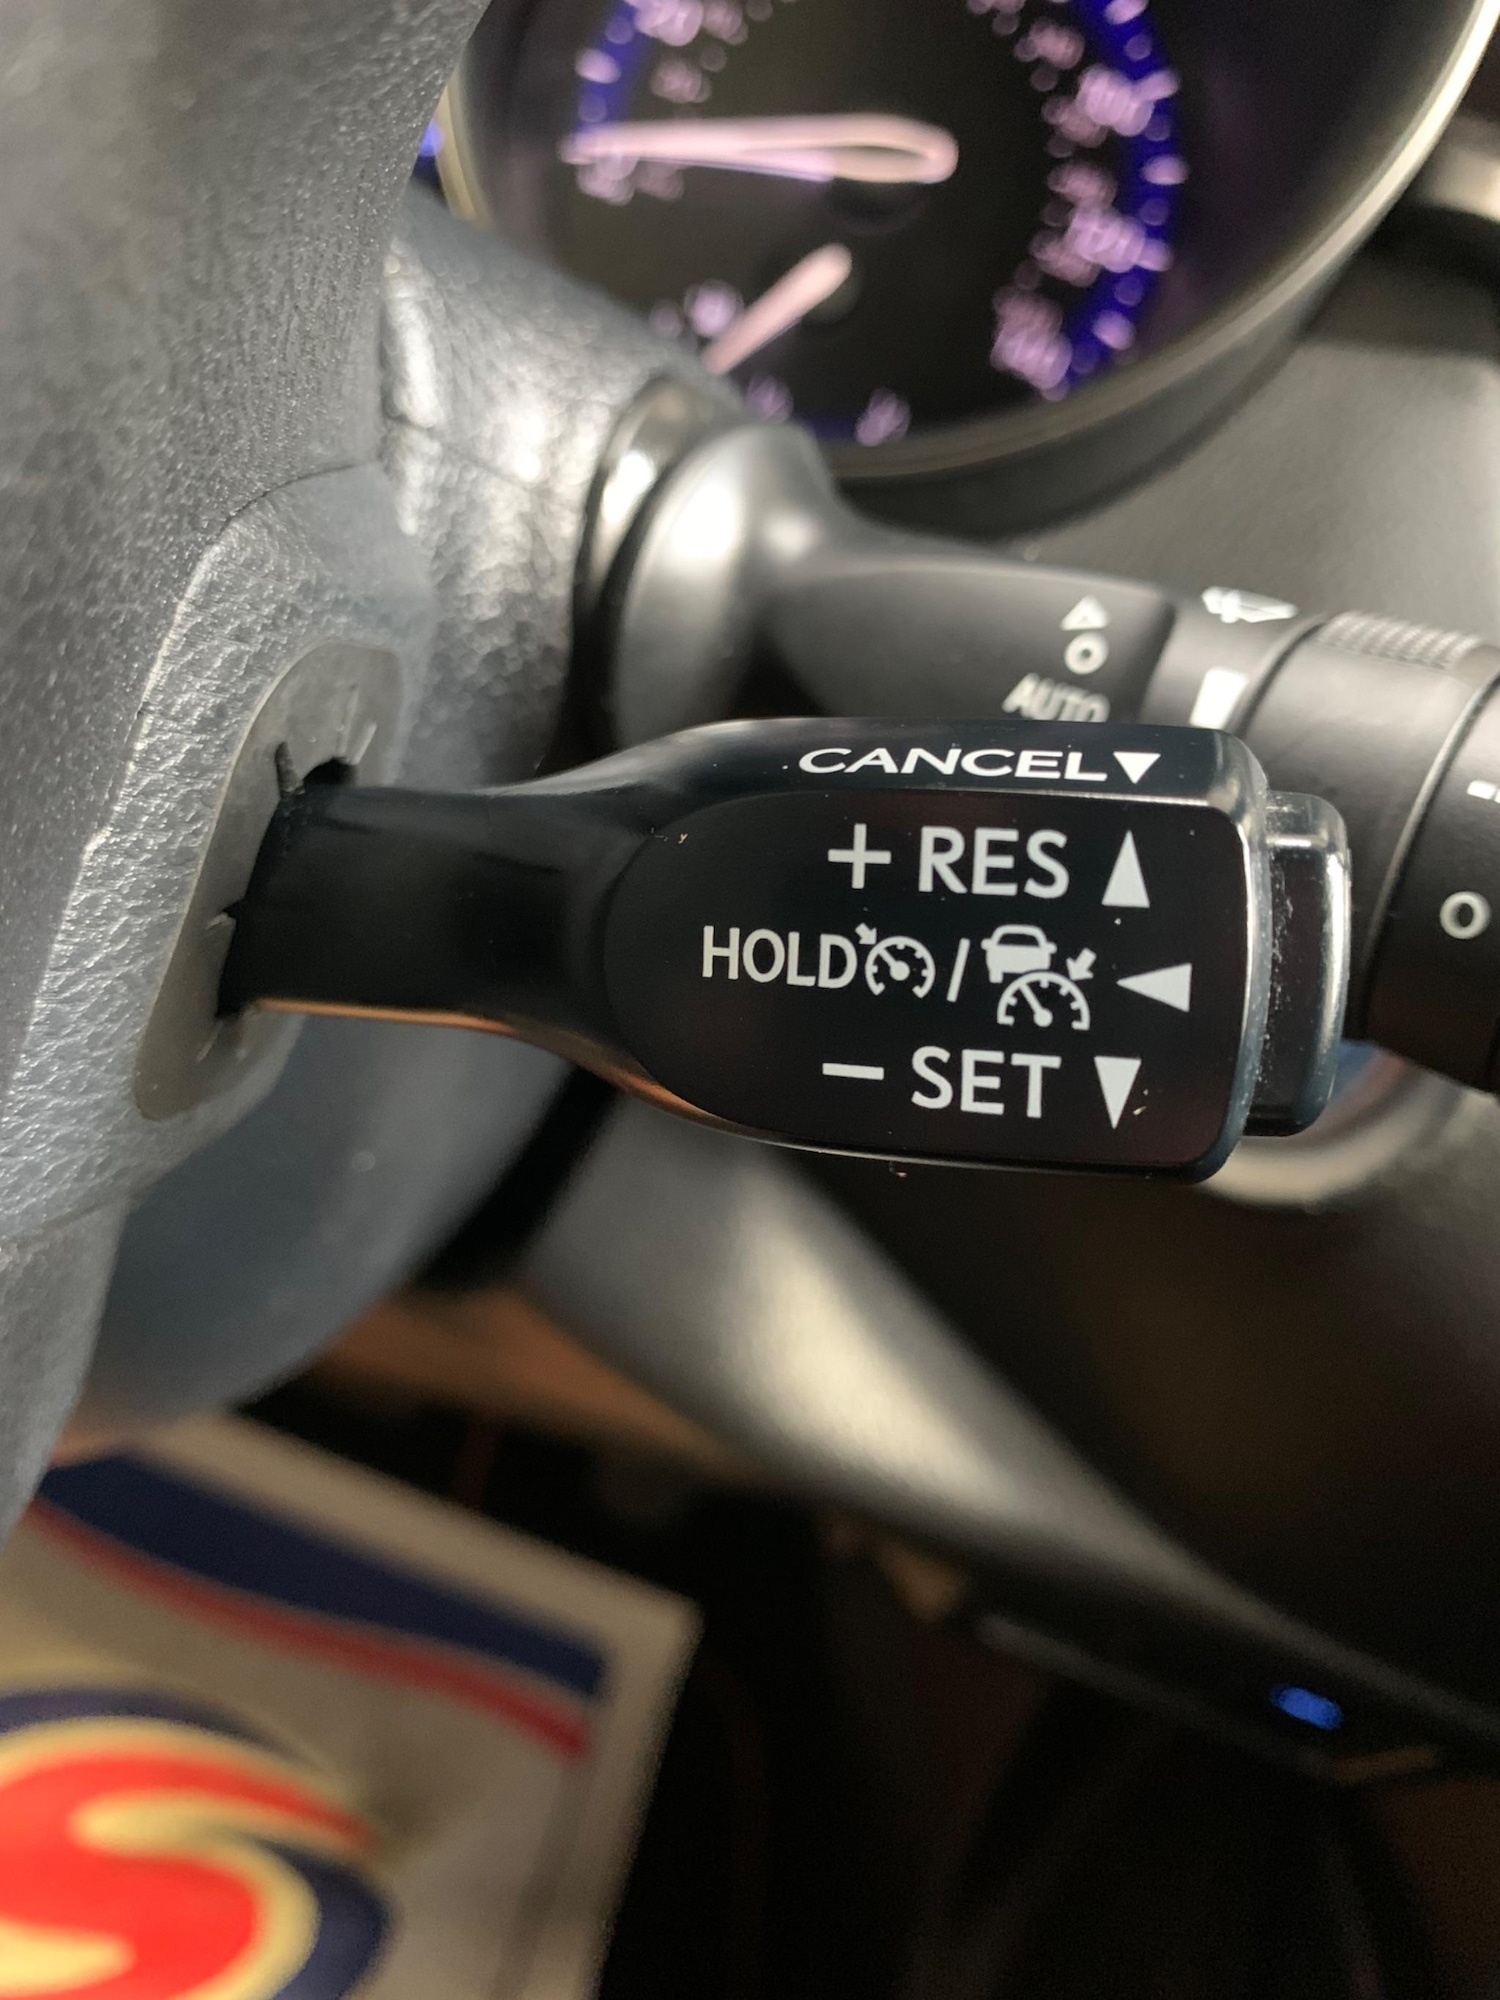 AUTO
CANCEL
+ RES
HOLD /
− SET